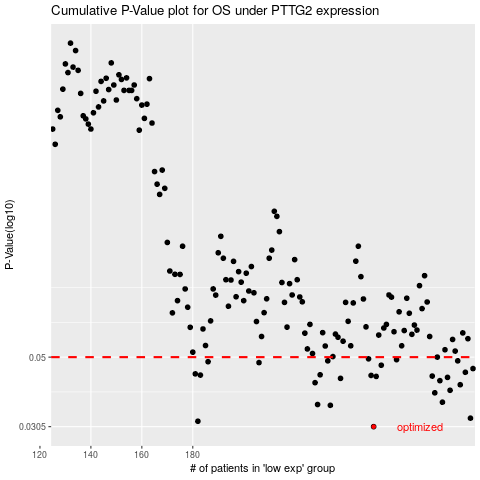 Cumulative P-Value plot for OS under PTTG2 expression
P-Value(log10)
0.05
0.0305
optimized
120 140 160 180
# of patients in 'low exp' group